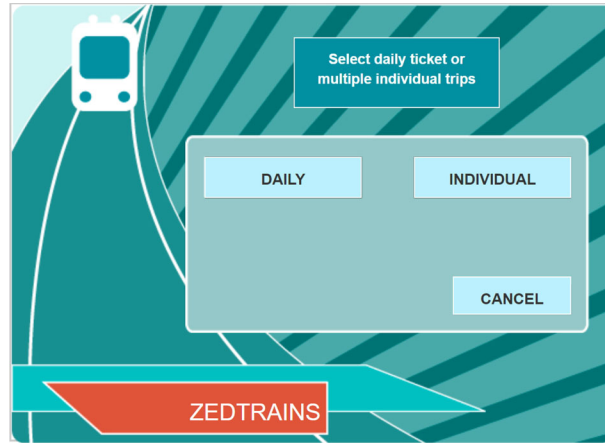 Select daily ticket or
multiple individual trips
DAILY
INDIVIDUAL
CANCEL
ZEDTRAINS